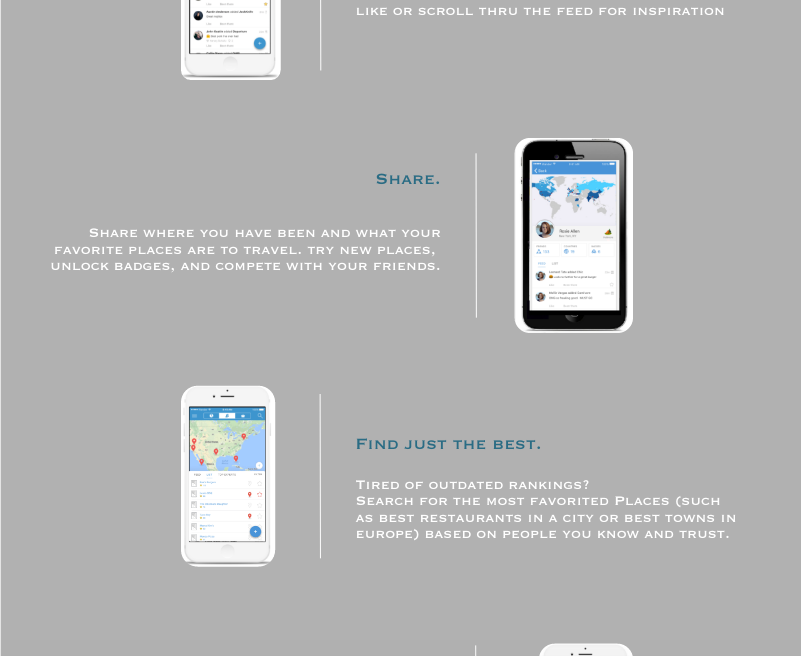 LIKE OR SCROLL THRU THE FEED FOR INSPIRATION
SHARE.
SHARE WHERE YOU HAVE BEEN AND WHAT YOUR
FAVORITE PLACES ARE TO TRAVEL. TRY NEW PLACES,
UNLOCK BADGES, AND COMPETE WITH YOUR FRIENDS.
Back
Rosie Allen
FIND JUST THE BEST.
TIRED OF OUTDATED RANKINGS?
SEARCH FOR THE MOST FAVORITED PLACES (SUCH
AS BEST RESTAURANTS IN A CITY OR BEST TOWNS IN
EUROPE) BASED ON PEOPLE YOU KNOW AND TRUST.